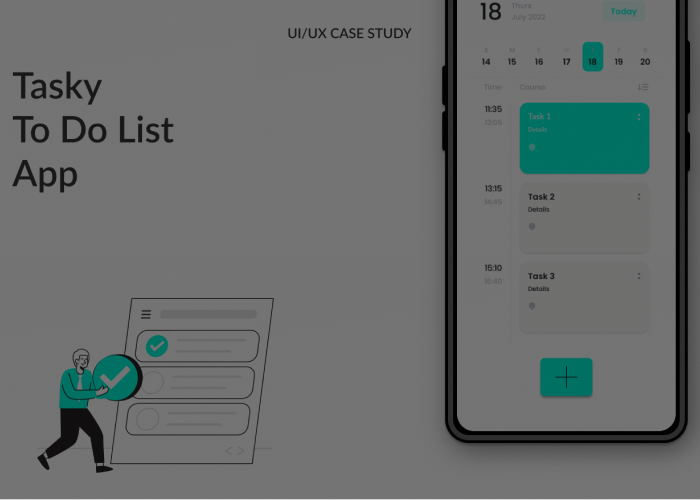 UI/UX CASE STUDY
Tasky
To Do List
App
18
Thurs
July 2022
Today
S M T W T F S
14 15 16 17 18 19 20
Time Course
11:35
13:05
Task 1
Details
13:15
14:45
Task 2
Details
15:10
16:40
Task 3
Details